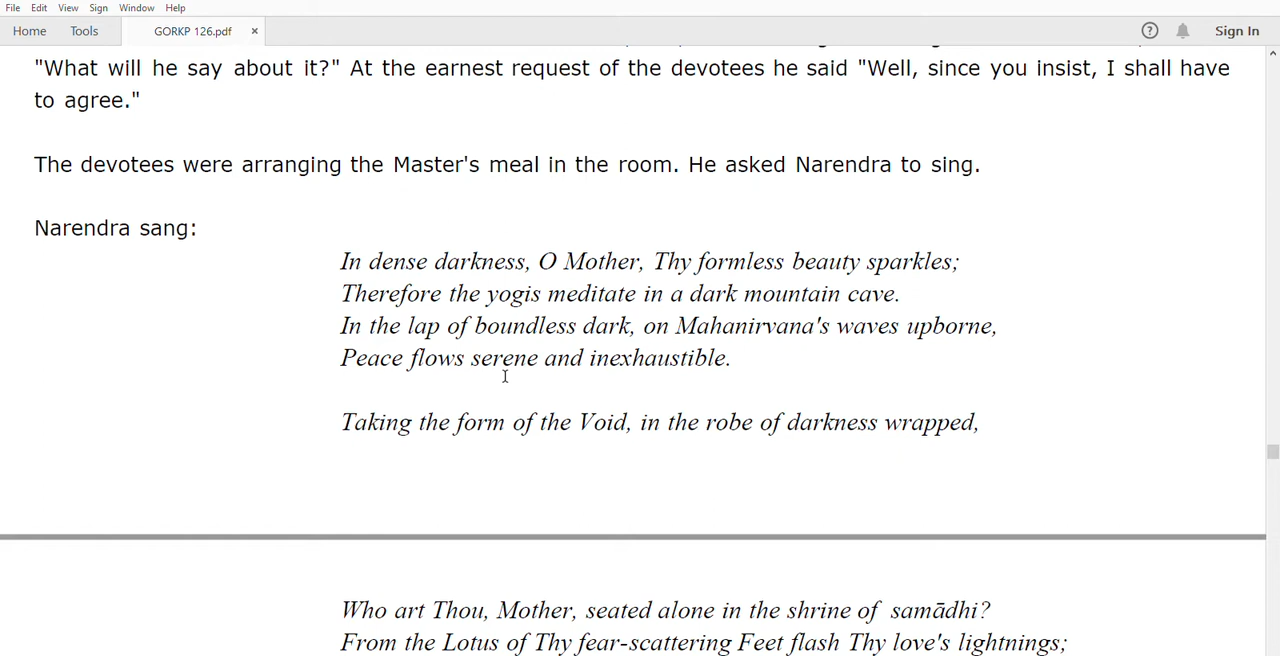 File Edit View Sign Window Help
Home Tools GORKP 126.pdf × ? Sign In
"What will he say about it?" At the earnest request of the devotees he said "Well, since you insist, I shall have
to agree."
The devotees were arranging the Master's meal in the room. He asked Narendra to sing.
Narendra sang:
In dense darkness, O Mother, Thy formless beauty sparkles;
Therefore the yogis meditate in a dark mountain cave.
In the lap of boundless dark, on Mahanirvana's waves upborne,
Peace flows serene and inexhaustible.
Taking the form of the Void, in the robe of darkness wrapped,
Who art Thou, Mother, seated alone in the shrine of samādhi?
From the Lotus of Thy fear-scattering Feet flash Thy love's lightnings;